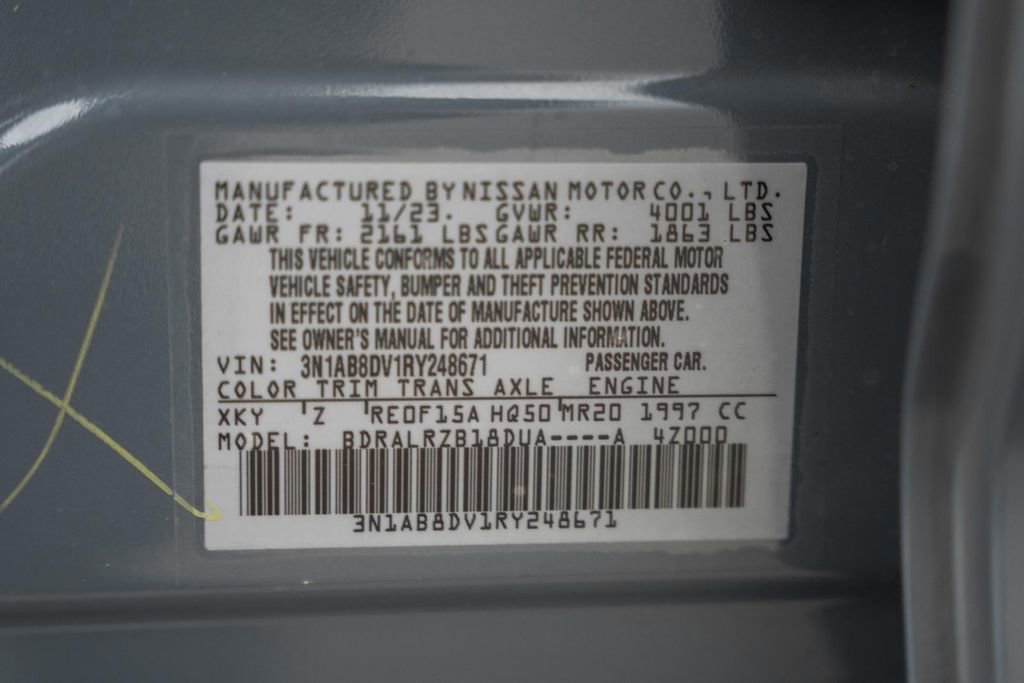 MANUFACTURED BY NISSAN MOTOR CO., LTD.
DATE: 11/23. GVWR: 4001 LBS
GAWR FR: 2161 LBS GAWR RR: 1863 LBS
THIS VEHICLE CONFORMS TO ALL APPLICABLE FEDERAL MOTOR
VEHICLE SAFETY, BUMPER AND THEFT PREVENTION STANDARDS
IN EFFECT ON THE DATE OF MANUFACTURE SHOWN ABOVE.
SEE OWNER'S MANUAL FOR ADDITIONAL INFORMATION.
VIN: 3N1AB8DV1RY248671 PASSENGER CAR.
COLOR TRIM TRANS AXLE ENGINE
XKY Z RE0F15A HQ50 MR20 1997 CC
MODEL: BDRALRZB18DUA----A 4Z000
3N1AB8DV1RY248671